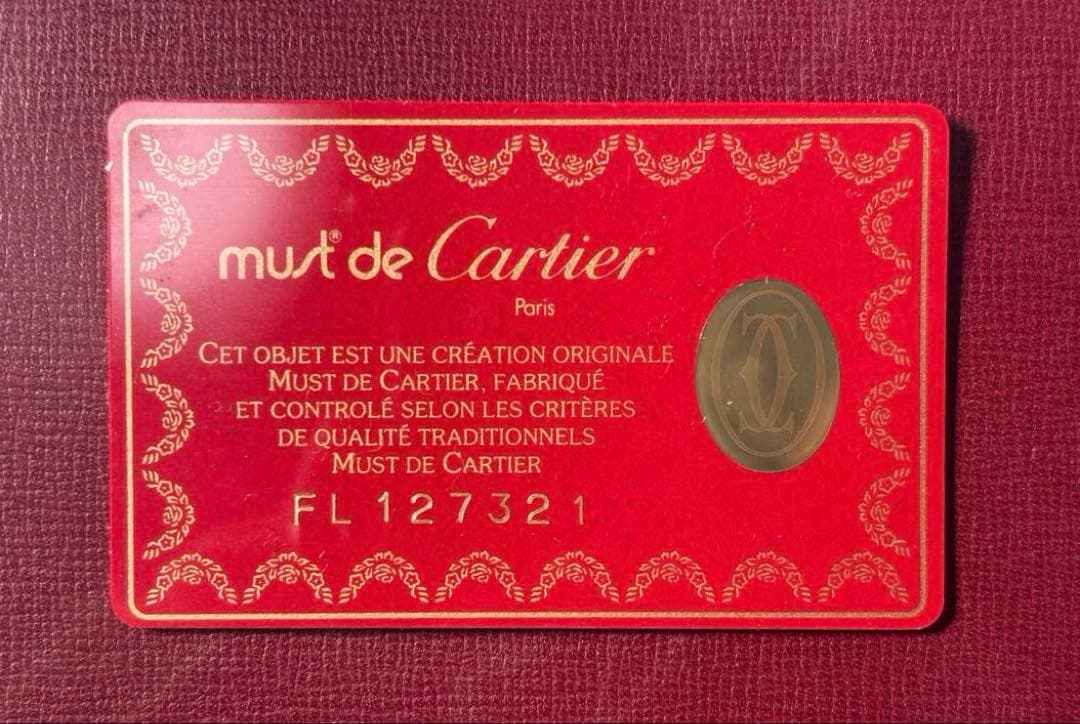 must® de Cartier
Paris
CET OBJET EST UNE CRÉATION ORIGINALE
MUST DE CARTIER, FABRIQUÉ
ET CONTROLÉ SELON LES CRITÈRES
DE QUALITÉ TRADITIONNELS
MUST DE CARTIER
FL 127321